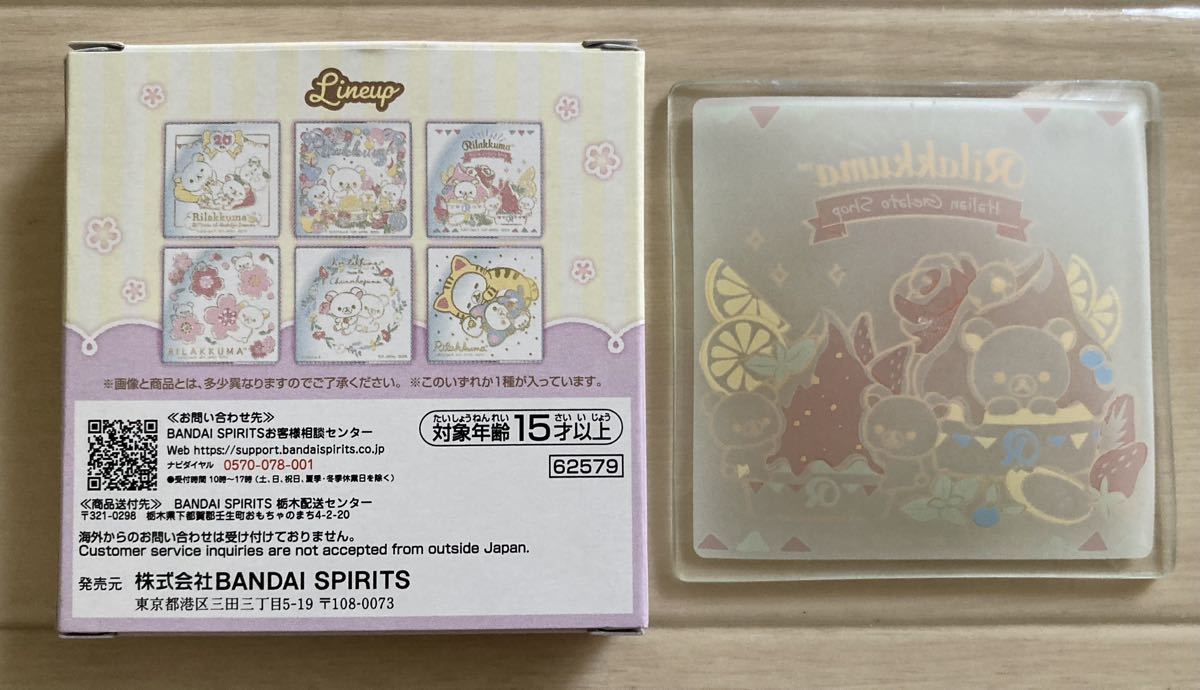 Lineup
20
Rilakkuma
Rilakkuma
Rilakkuma
RILAKKUMA
Rilakkuma
※画像と商品とは、多少異なりますのでご了承ください。 ※このいずれか1種が入っています。
≪お問い合わせ先≫
BANDAI SPIRITSお客様相談センター
Web https://support.bandaispirits.co.jp
ナビダイヤル 0570-078-001
●受付時間 10時～17時 (土、日、祝日、夏季・冬季休業日を除く)
たいしょうねんれい さい いじょう
対象年齢 15才以上
62579
≪商品送付先≫ BANDAI SPIRITS 栃木配送センター
〒321-0298 栃木県下都賀郡壬生町おもちゃのまち4-2-20
海外からのお問い合わせは受け付けておりません。
Customer service inquiries are not accepted from outside Japan.
発売元 株式会社BANDAI SPIRITS
東京都港区三田三丁目5-19 〒108-0073
Rilakkuma™
Italian Gelato Shop